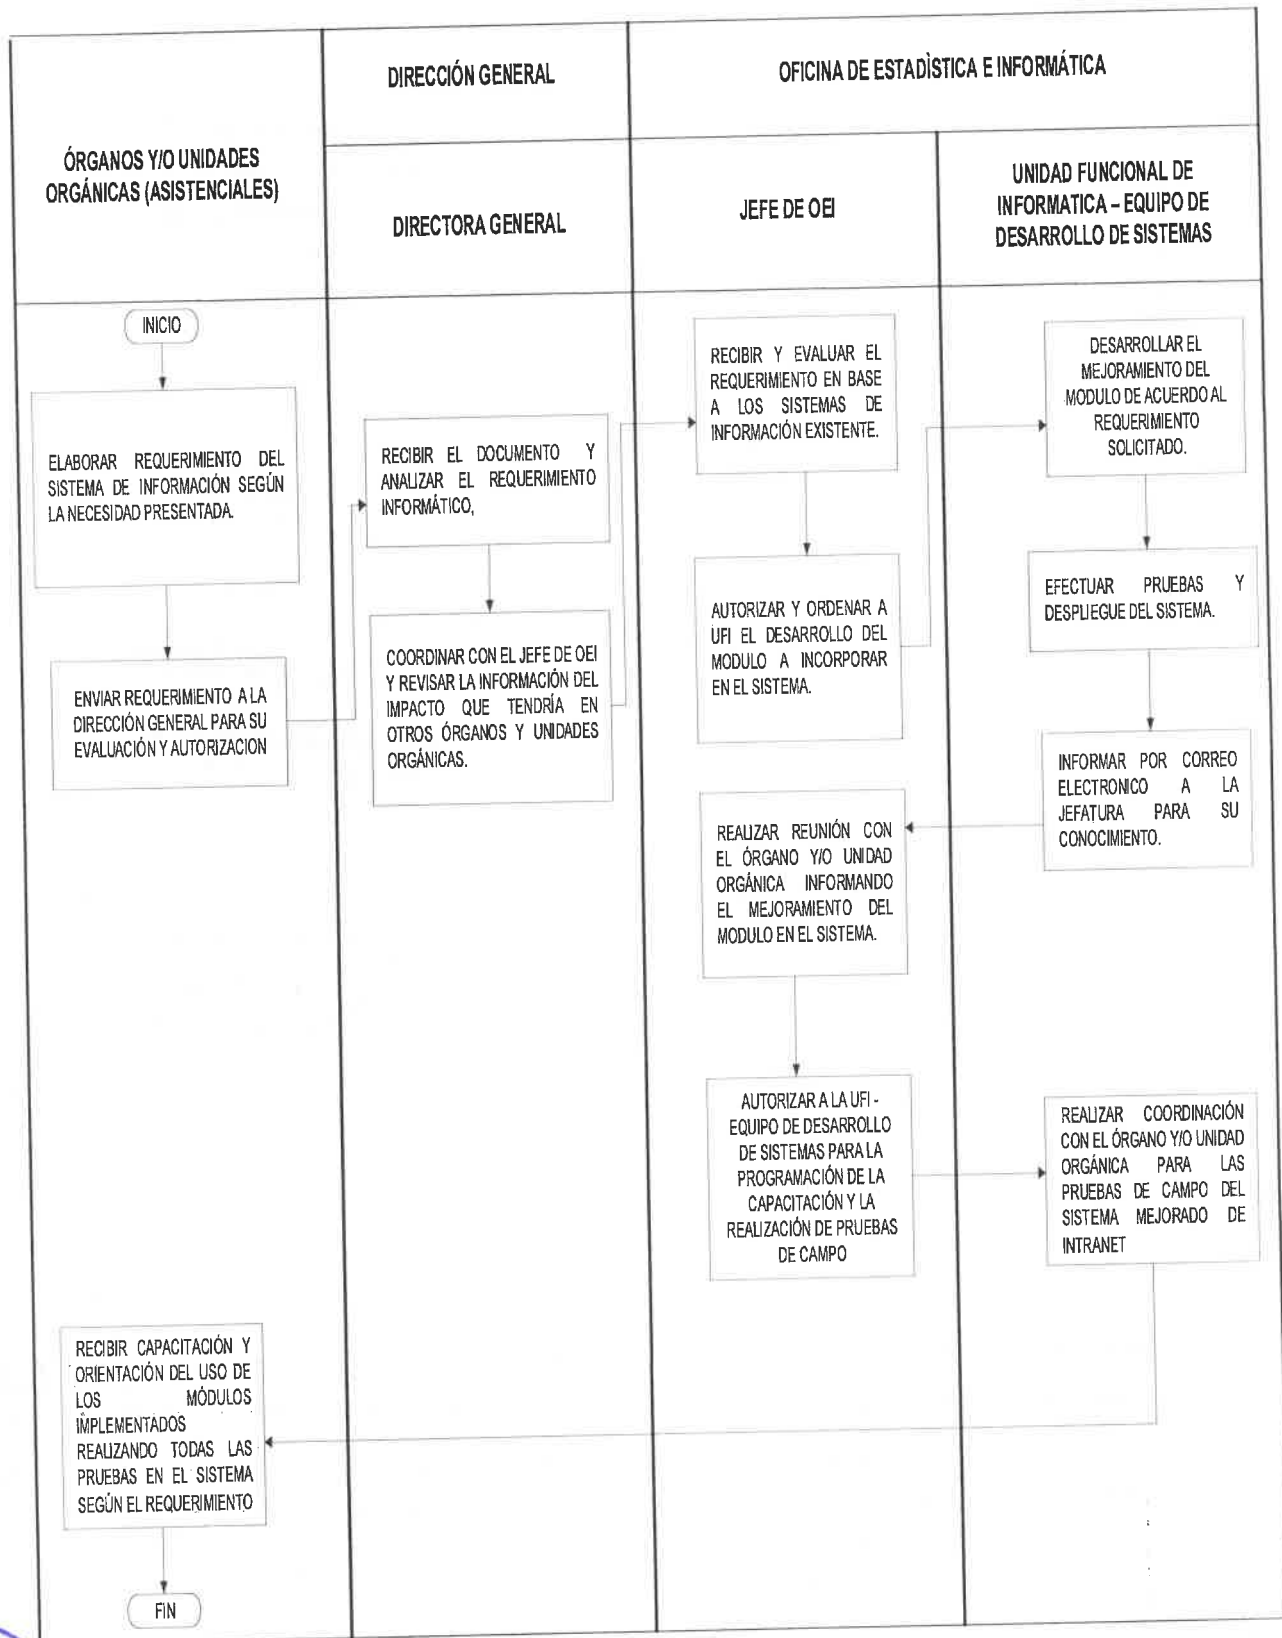 ÓRGANOS Y/O UNIDADES
ORGÁNICAS (ASISTENCIALES)
DIRECCIÓN GENERAL
DIRECTORA GENERAL
OFICINA DE ESTADÌSTICA E INFORMÁTICA
JEFE DE OEI
UNIDAD FUNCIONAL DE
INFORMATICA – EQUIPO DE
DESARROLLO DE SISTEMAS
INICIO
ELABORAR REQUERIMIENTO DEL
SISTEMA DE INFORMACIÓN SEGÚN
LA NECESIDAD PRESENTADA.
ENVIAR REQUERIMIENTO A LA
DIRECCIÓN GENERAL PARA SU
EVALUACIÓN Y AUTORIZACION
RECIBIR EL DOCUMENTO Y
ANALIZAR EL REQUERIMIENTO
INFORMÁTICO,
COORDINAR CON EL JEFE DE OEI
Y REVISAR LA INFORMACIÓN DEL
IMPACTO QUE TENDRÍA EN
OTROS ÓRGANOS Y UNIDADES
ORGÁNICAS.
RECIBIR Y EVALUAR EL
REQUERIMIENTO EN BASE
A LOS SISTEMAS DE
INFORMACIÓN EXISTENTE.
AUTORIZAR Y ORDENAR A
UFI EL DESARROLLO DEL
MODULO A INCORPORAR
EN EL SISTEMA.
DESARROLLAR EL
MEJORAMIENTO DEL
MODULO DE ACUERDO AL
REQUERIMIENTO
SOLICITADO.
EFECTUAR PRUEBAS Y
DESPLIEGUE DEL SISTEMA.
INFORMAR POR CORREO
ELECTRONICO A LA
JEFATURA PARA SU
CONOCIMIENTO.
REALIZAR REUNIÓN CON
EL ÓRGANO Y/O UNIDAD
ORGÁNICA INFORMANDO
EL MEJORAMIENTO DEL
MODULO EN EL SISTEMA.
AUTORIZAR A LA UFI -
EQUIPO DE DESARROLLO
DE SISTEMAS PARA LA
PROGRAMACIÓN DE LA
CAPACITACIÓN Y LA
REALIZACIÓN DE PRUEBAS
DE CAMPO
REALIZAR COORDINACIÓN
CON EL ÓRGANO Y/O UNIDAD
ORGÁNICA PARA LAS
PRUEBAS DE CAMPO DEL
SISTEMA MEJORADO DE
INTRANET
RECIBIR CAPACITACIÓN Y
ORIENTACIÓN DEL USO DE
LOS MÓDULOS
IMPLEMENTADOS
REALIZANDO TODAS LAS
PRUEBAS EN EL SISTEMA
SEGÚN EL REQUERIMIENTO
FIN